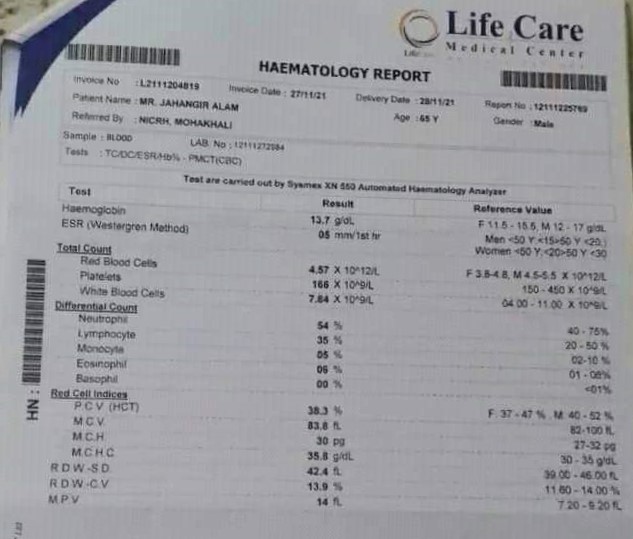 Life Care
Medical Center
HAEMATOLOGY REPORT
Invoice No : L2111204819 Invoice Date : 27/11/21 Delivery Date : 28/11/21 Report No : 12111225769
Patient Name : MR. JAHANGIR ALAM Age : 65 Y Gender : Male
Referred By : NICRH, MOHAKHALI
Sample : BLOOD LAB. No : 12111272984
Tests : TC/DC/ESR/Hb% - PMCT(CBC)
Test are carried out by Sysmex XN 550 Automated Haematology Analyzer
Test Result Reference Value
Haemoglobin 13.7 g/dL F 11.5 - 15.5, M 12 - 17 g/dL
ESR (Westergren Method) 05 mm/1st hr Men <50 Y:<15>50 Y <20;
Women <50 Y:<20>50 Y <30
Total Count
Red Blood Cells 4.57 X 10^12/L F 3.8-4.8, M 4.5-5.5 X 10^12/L
Platelets 166 X 10^9/L 150 - 450 X 10^9/L
White Blood Cells 7.84 X 10^9/L 04.00 - 11.00 X 10^9/L
Differential Count
Neutrophil 54 % 40 - 75%
Lymphocyte 35 % 20 - 50 %
Monocyte 05 % 02-10 %
Eosinophil 06 % 01 - 06%
Basophil 00 % <01%
Red Cell Indices
P.C.V. (HCT) 38.3 % F: 37 - 47 % , M: 40 - 52 %
M.C.V. 83.8 fL 82-100 fL
M.C.H. 30 pg 27-32 pg
M.C.H.C. 35.8 g/dL 30 - 35 g/dL
R.D.W.-S.D. 42.4 fL 39.00 - 46.00 fL
R.D.W.-C.V. 13.9 % 11.60 - 14.00 %
M.P.V. 14 fL 7.20 - 9.20 fL
HN :